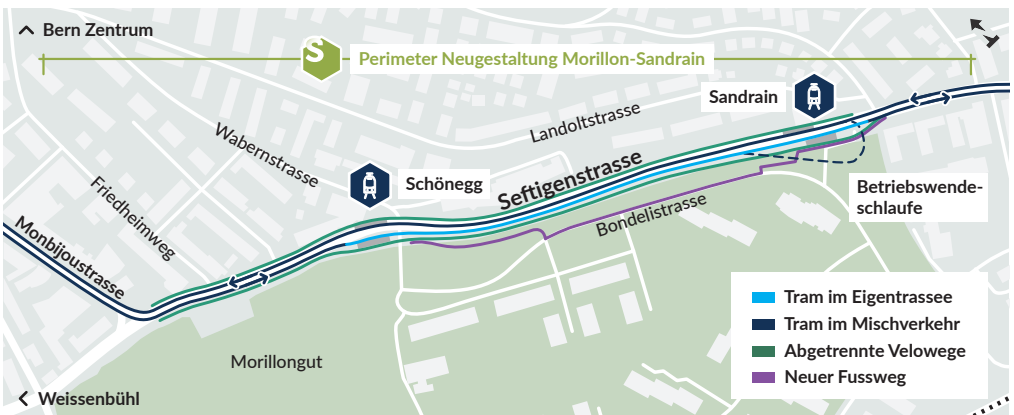 Bern Zentrum
S
Perimeter Neugestaltung Morillon-Sandrain
Sandrain
Landoltstrasse
Wabernstrasse
Schönegg
Seftigenstrasse
Friedheimweg
Betriebswende-
schlaufe
Bondelistrasse
Monbijoustrasse
Tram im Eigentrassee
Tram im Mischverkehr
Abgetrennte Velowege
Neuer Fussweg
Morillongut
Weissenbühl